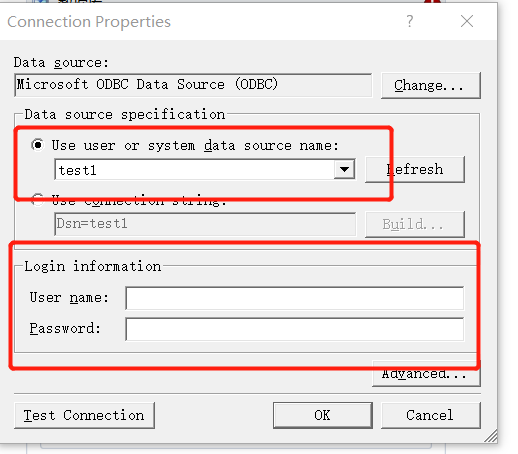 Connection Properties
Data source:
Microsoft ODBC Data Source (ODBC)
Change...
Data source specification
Use user or system data source name:
test1
Refresh
Use connection string:
Dsn=test1
Build...
Login information
User name:
Password:
Advanced...
Test Connection
OK
Cancel